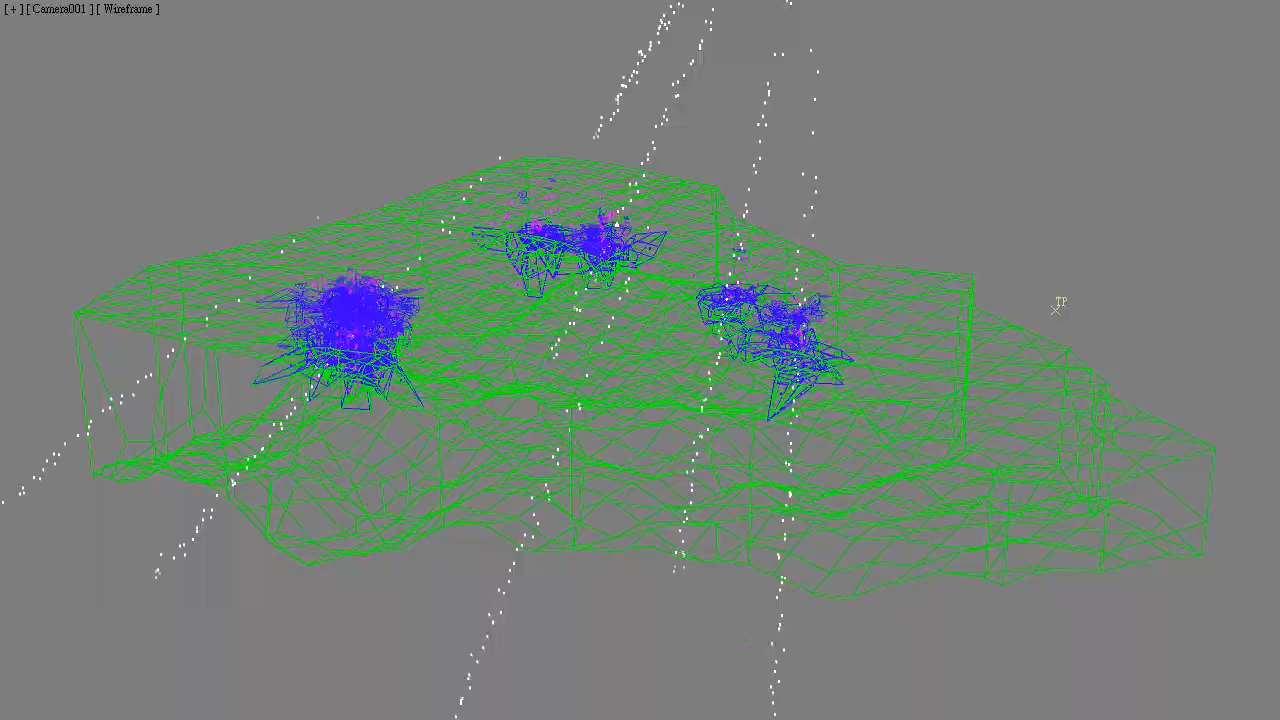 [ + ] [ Camera001 ] [ Wireframe ]
TP